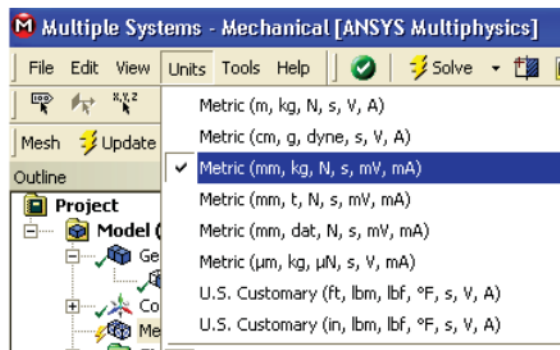 Multiple Systems - Mechanical [ANSYS Multiphysics]
File Edit View Units Tools Help Solve
X,Y,Z
Mesh Update
Outline
Project
Model (
Ge
Co
Me
Metric (m, kg, N, s, V, A)
Metric (cm, g, dyne, s, V, A)
Metric (mm, kg, N, s, mV, mA)
Metric (mm, t, N, s, mV, mA)
Metric (mm, dat, N, s, mV, mA)
Metric (µm, kg, µN, s, V, mA)
U.S. Customary (ft, lbm, lbf, °F, s, V, A)
U.S. Customary (in, lbm, lbf, °F, s, V, A)